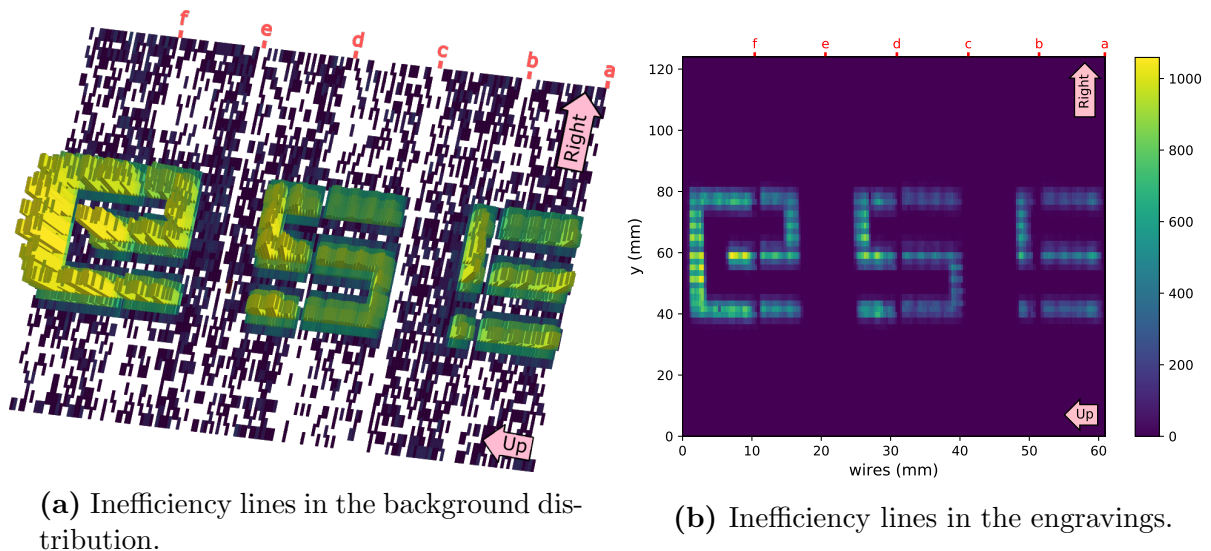 f e d c b a
Right
Up
(a) Inefficiency lines in the background dis-
tribution.
f e d c b a
120
100
80
60
40
20
0
y (mm)
0 10 20 30 40 50 60
wires (mm)
Right
Up
1000
800
600
400
200
0
(b) Inefficiency lines in the engravings.